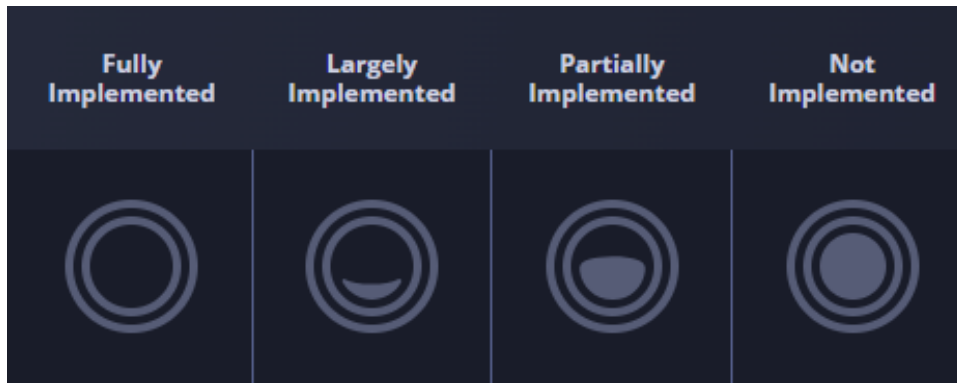 Fully
Implemented
Largely
Implemented
Partially
Implemented
Not
Implemented